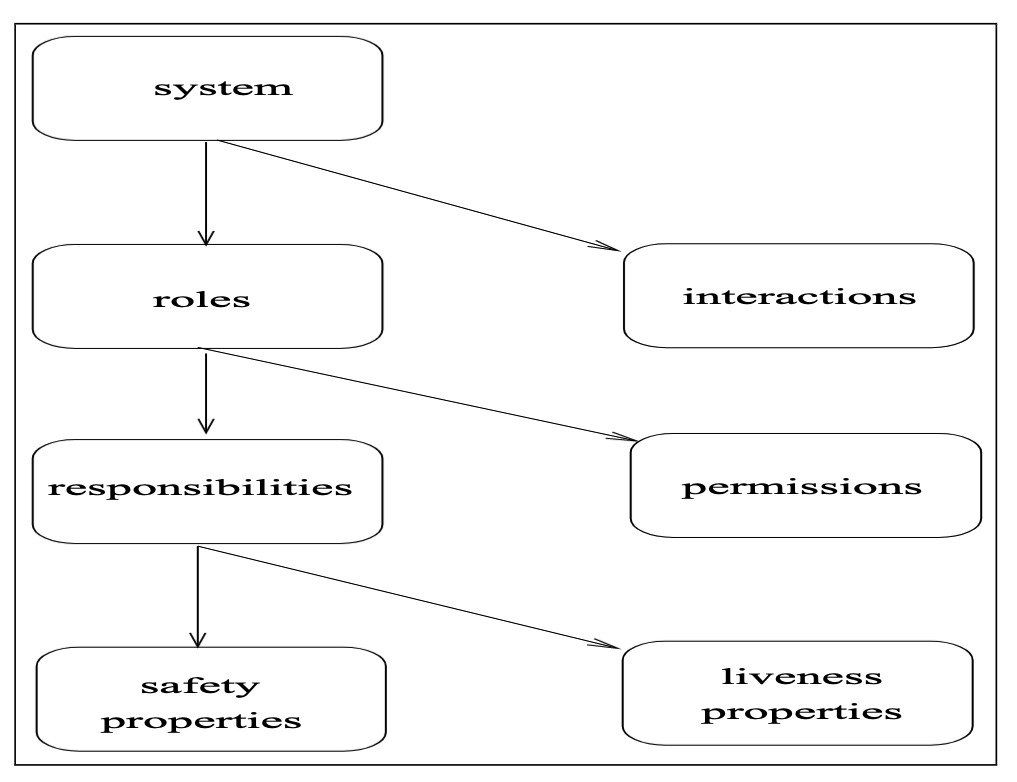 system
roles
interactions
responsibilities
permissions
safety
properties
liveness
properties